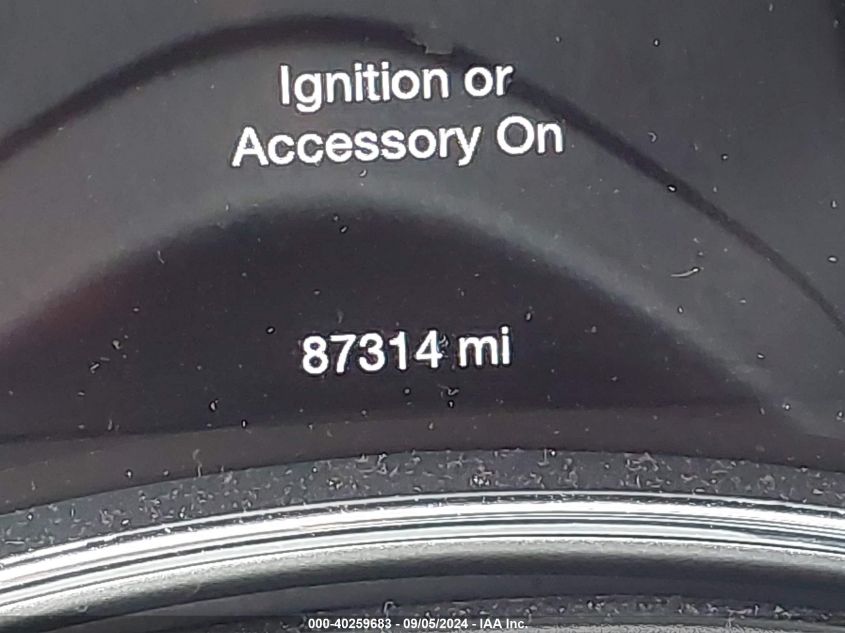 Ignition or
Accessory On
87314 mi
000-40259683 - 09/05/2024 - IAA Inc.